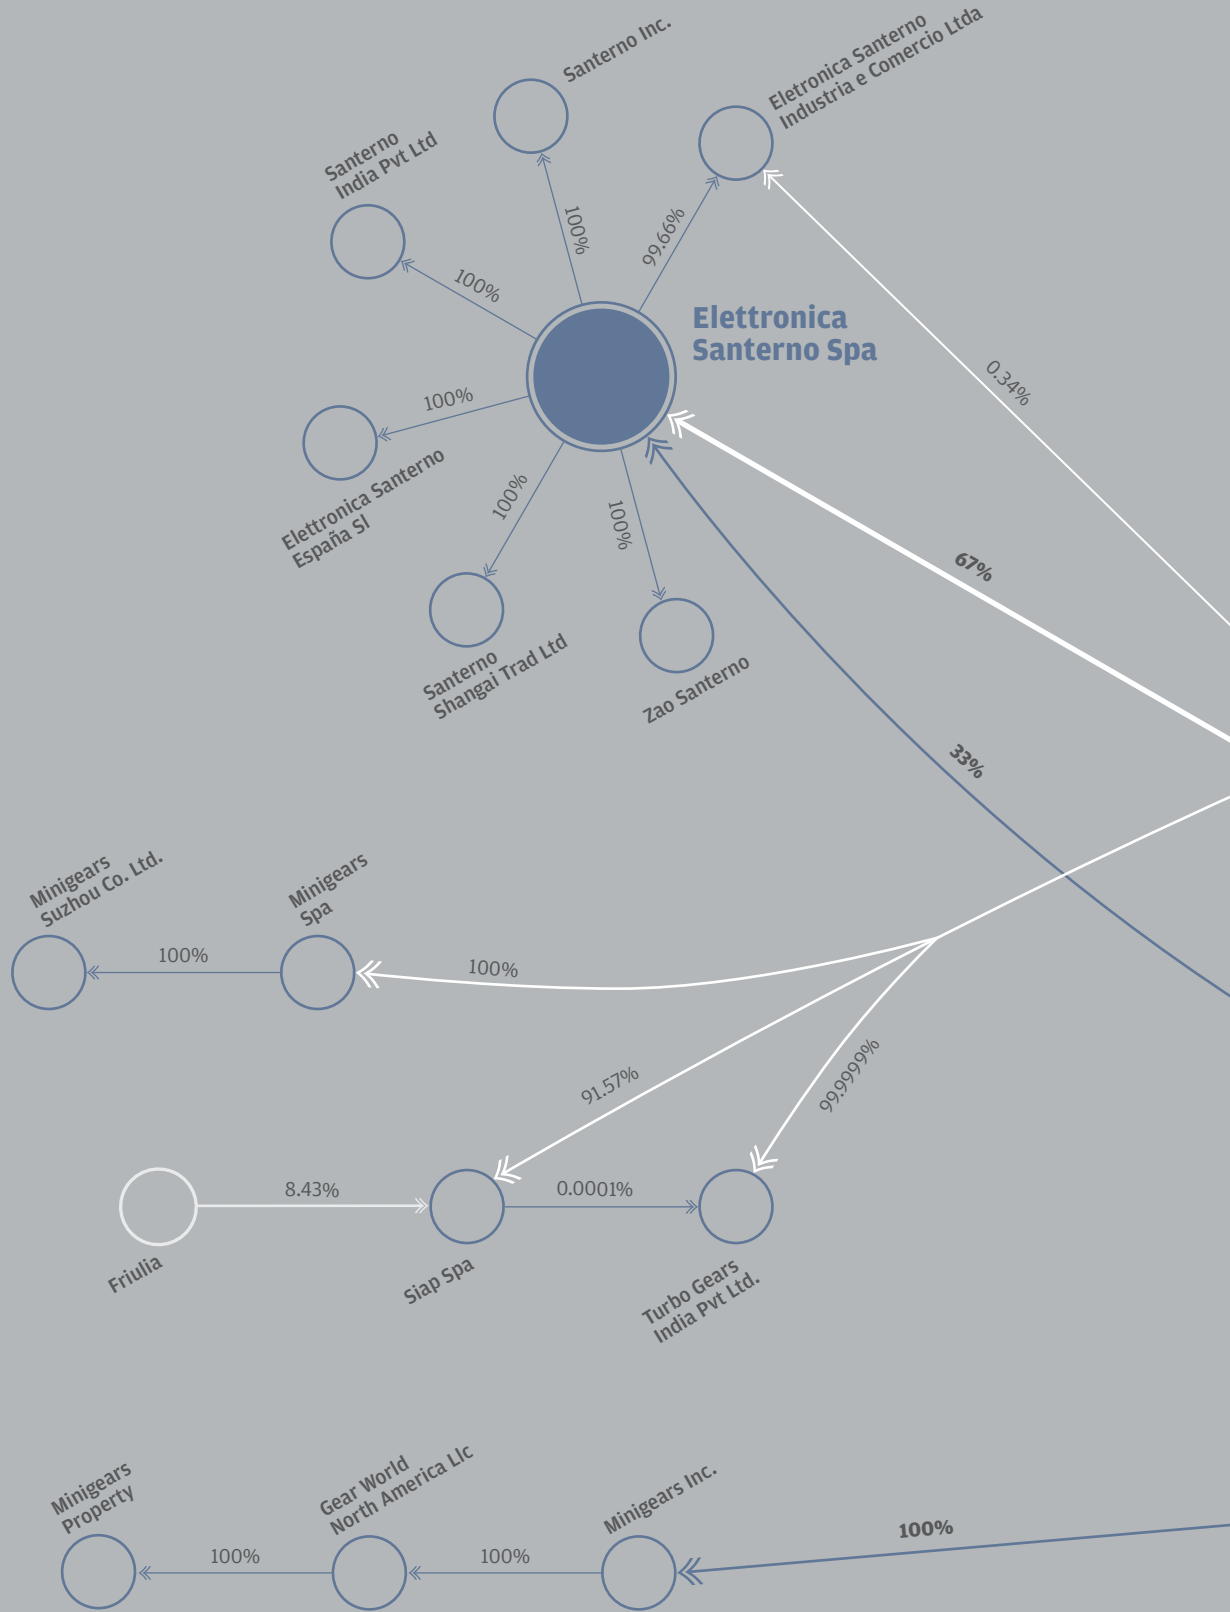 Santerno Inc.
Eletronica Santerno
Industria e Comercio Ltda
Santerno
India Pvt Ltd
100%
99.66%
100%
Elettronica
Santerno Spa
0.34%
100%
Elettronica Santerno
España Sl
100%
100%
67%
Santerno
Shangai Trad Ltd
Zao Santerno
33%
Minigears
Suzhou Co. Ltd.
Minigears
Spa
100%
100%
91.57%
99.9999%
8.43%
0.0001%
Friulia
Siap Spa
Turbo Gears
India Pvt Ltd.
Minigears
Property
Gear World
North America Llc
Minigears Inc.
100%
100%
100%